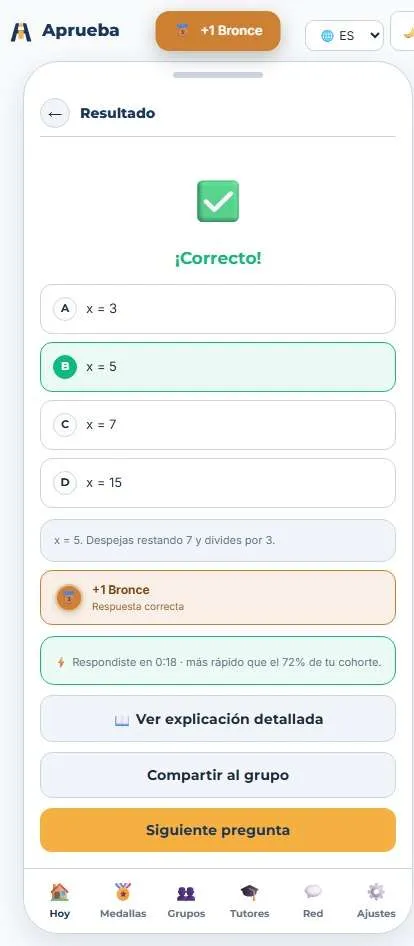 Aprueba
+1 Bronce
ES
← Resultado
¡Correcto!
A x = 3
B x = 5
C x = 7
D x = 15
x = 5. Despejas restando 7 y divides por 3.
+1 Bronce
Respuesta correcta
Respondiste en 0:18 · más rápido que el 72% de tu cohorte.
Ver explicación detallada
Compartir al grupo
Siguiente pregunta
Hoy Medallas Grupos Tutores Red Ajustes